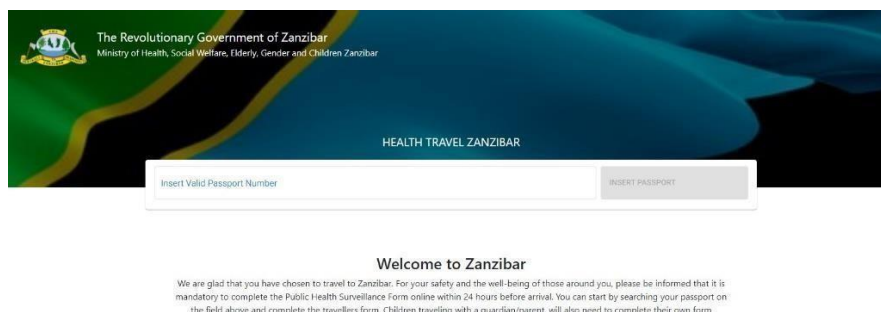 The Revolutionary Government of Zanzibar
Ministry of Health, Social Welfare, Elderly, Gender and Children Zanzibar
HEALTH TRAVEL ZANZIBAR
Insert Valid Passport Number
INSERT PASSPORT
Welcome to Zanzibar
We are glad that you have chosen to travel to Zanzibar. For your safety and the well-being of those around you, please be informed that it is
mandatory to complete the Public Health Surveillance Form online within 24 hours before arrival. You can start by searching your passport on
the field above and complete the travellers form. Children traveling with a guardian/parent, will also need to complete their own form.